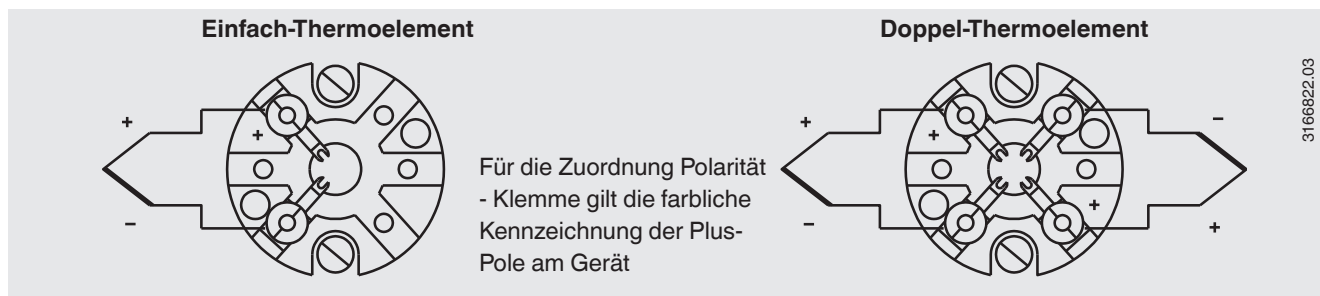 Einfach-Thermoelement
Doppel-Thermoelement
3166822.03
+
+
–
Für die Zuordnung Polarität
- Klemme gilt die farbliche
Kennzeichnung der Plus-
Pole am Gerät
+
+
–
–
+
+